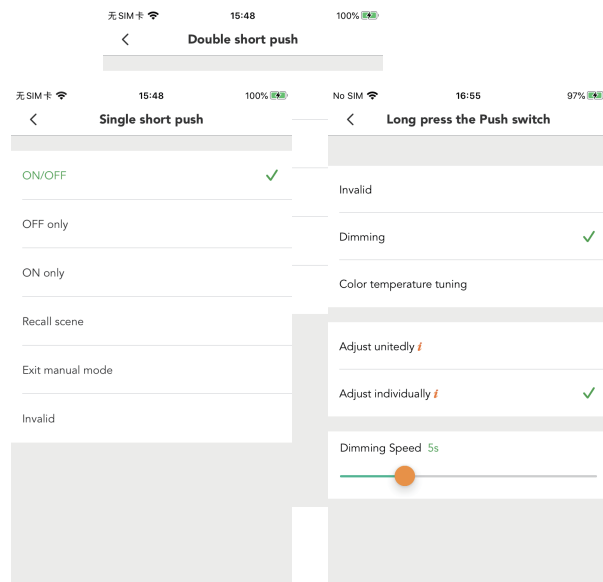 无SIM卡 15:48 100%
Double short push
无SIM卡 15:48 100%
Single short push
ON/OFF
OFF only
ON only
Recall scene
Exit manual mode
Invalid
No SIM 16:55 97%
Long press the Push switch
Invalid
Dimming
Color temperature tuning
Adjust unitedly i
Adjust individually i
Dimming Speed 5s